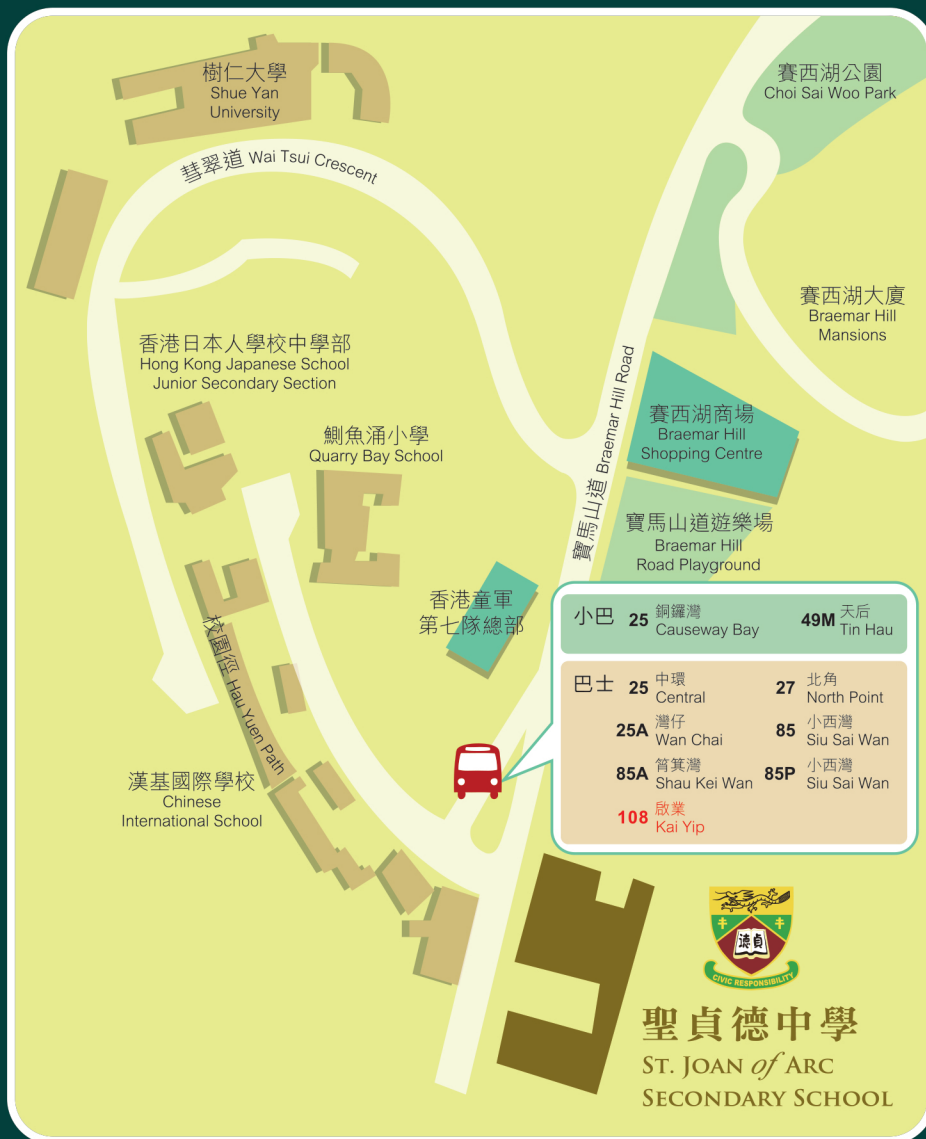 樹仁大學
Shue Yan
University
賽西湖公園
Choi Sai Woo Park
彗翠道 Wai Tsui Crescent
賽西湖大廈
Braemar Hill
Mansions
香港日本人學校中學部
Hong Kong Japanese School
Junior Secondary Section
寶馬山道 Braemar Hill Road
賽西湖商場
Braemar Hill
Shopping Centre
鰂魚涌小學
Quarry Bay School
寶馬山道遊樂場
Braemar Hill
Road Playground
香港童軍
第七隊總部
校園徑 Hau Yuen Path
小巴 25 銅鑼灣 Causeway Bay 49M 天后 Tin Hau
巴士 25 中環 Central 27 北角 North Point
25A 灣仔 Wan Chai 85 小西灣 Siu Sai Wan
85A 筲箕灣 Shau Kei Wan 85P 小西灣 Siu Sai Wan
108 啟業 Kai Yip
漢基國際學校
Chinese
International School
德貞
CIVIC RESPONSIBILITY
聖貞德中學
ST. JOAN of ARC
SECONDARY SCHOOL